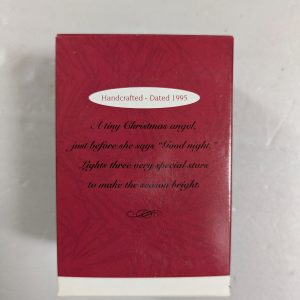 Handcrafted - Dated 1995
A tiny Christmas angel,
just before she says "Good night,"
Lights three very special stars
to make the season bright.